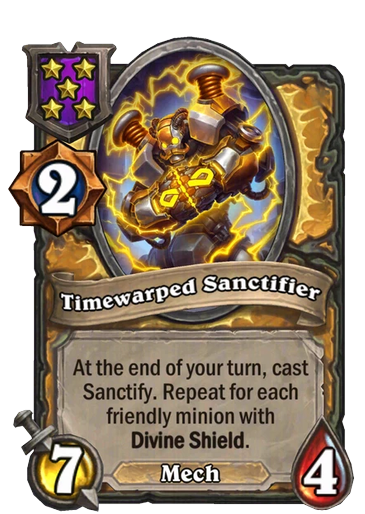 2
Timewarped Sanctifier
At the end of your turn, cast
Sanctify. Repeat for each
friendly minion with
Divine Shield.
7
Mech
4